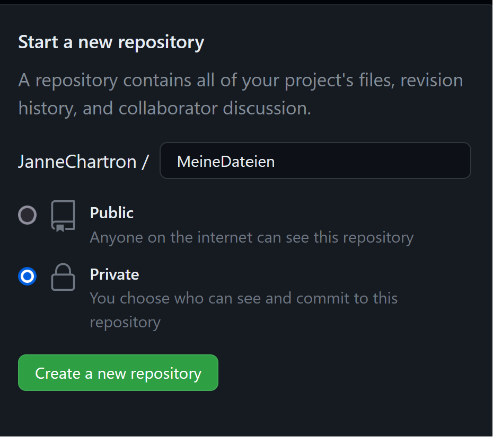 Start a new repository
A repository contains all of your project's files, revision
history, and collaborator discussion.
JanneChartron / MeineDateien
Public
Anyone on the internet can see this repository
Private
You choose who can see and commit to this
repository
Create a new repository